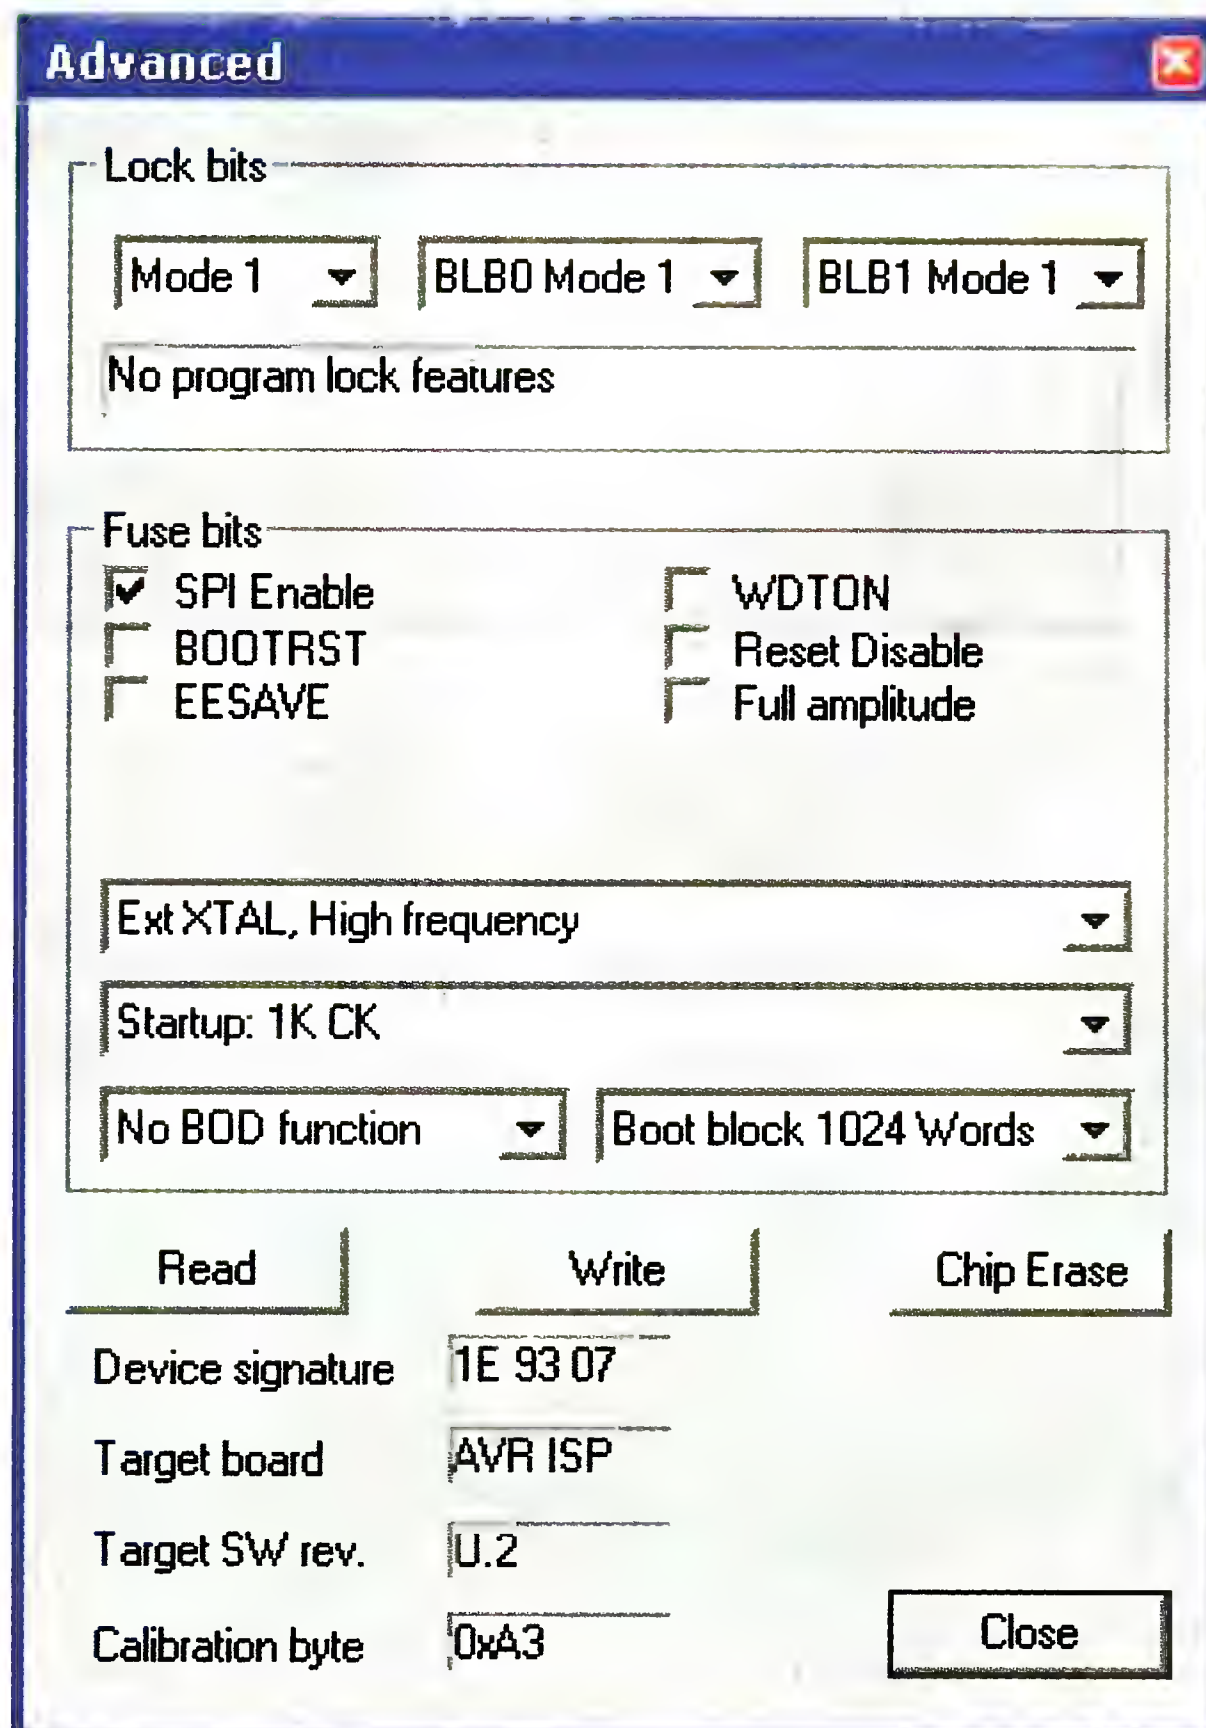 Advanced
Lock bits
Mode 1 BLB0 Mode 1 BLB1 Mode 1
No program lock features
Fuse bits
SPI Enable WDTON
BOOTRST Reset Disable
EESAVE Full amplitude
Ext XTAL, High frequency
Startup: 1K CK
No BOD function Boot block 1024 Words
Read Write Chip Erase
Device signature 1E 93 07
Target board AVR ISP
Target SW rev. U.2
Calibration byte 0xA3
Close